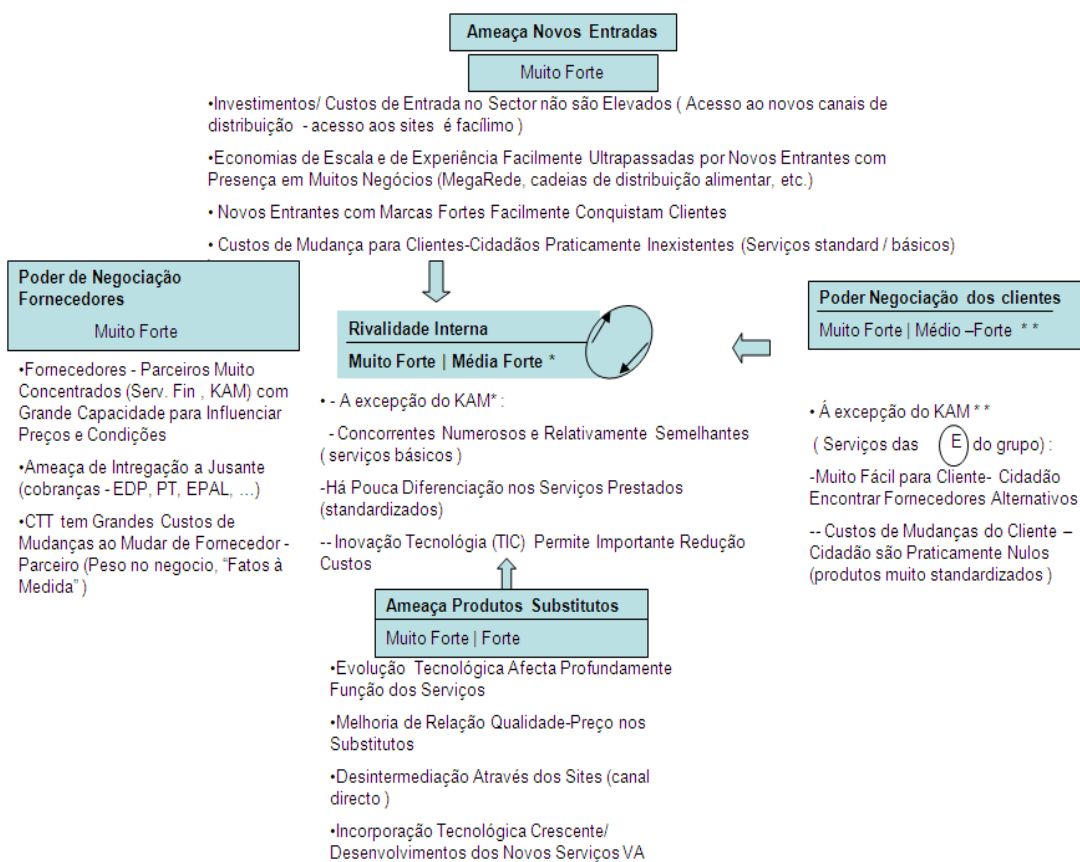 Ameaça Novos Entradas
Muito Forte
•Investimentos/ Custos de Entrada no Sector não são Elevados ( Acesso ao novos canais de
distribuição - acesso aos sites é facílimo )
•Economias de Escala e de Experiência Facilmente Ultrapassadas por Novos Entrantes com
Presença em Muitos Negócios (MegaRede, cadeias de distribuição alimentar, etc.)
• Novos Entrantes com Marcas Fortes Facilmente Conquistam Clientes
• Custos de Mudança para Clientes-Cidadãos Praticamente Inexistentes (Serviços standard / básicos)
Poder de Negociação
Fornecedores
Muito Forte
•Fornecedores - Parceiros Muito
Concentrados (Serv. Fin , KAM) com
Grande Capacidade para Influenciar
Preços e Condições
•Ameaça de Intregação a Jusante
(cobranças - EDP, PT, EPAL, ...)
•CTT tem Grandes Custos de
Mudanças ao Mudar de Fornecedor -
Parceiro (Peso no negocio, "Fatos à
Medida" )
Rivalidade Interna
Muito Forte | Média Forte *
• - A excepção do KAM* :
- Concorrentes Numerosos e Relativamente Semelhantes
( serviços básicos )
-Há Pouca Diferenciação nos Serviços Prestados
(standardizados)
-- Inovação Tecnológia (TIC) Permite Importante Redução
Custos
Poder Negociação dos clientes
Muito Forte | Médio –Forte * *
• Á excepção do KAM * *
( Serviços das E do grupo) :
-Muito Fácil para Cliente- Cidadão
Encontrar Fornecedores Alternativos
-- Custos de Mudanças do Cliente –
Cidadão são Praticamente Nulos
(produtos muito standardizados )
Ameaça Produtos Substitutos
Muito Forte | Forte
•Evolução Tecnológica Afecta Profundamente
Função dos Serviços
•Melhoria de Relação Qualidade-Preço nos
Substitutos
•Desintermediação Através dos Sites (canal
directo )
•Incorporação Tecnológica Crescente/
Desenvolvimentos dos Novos Serviços VA